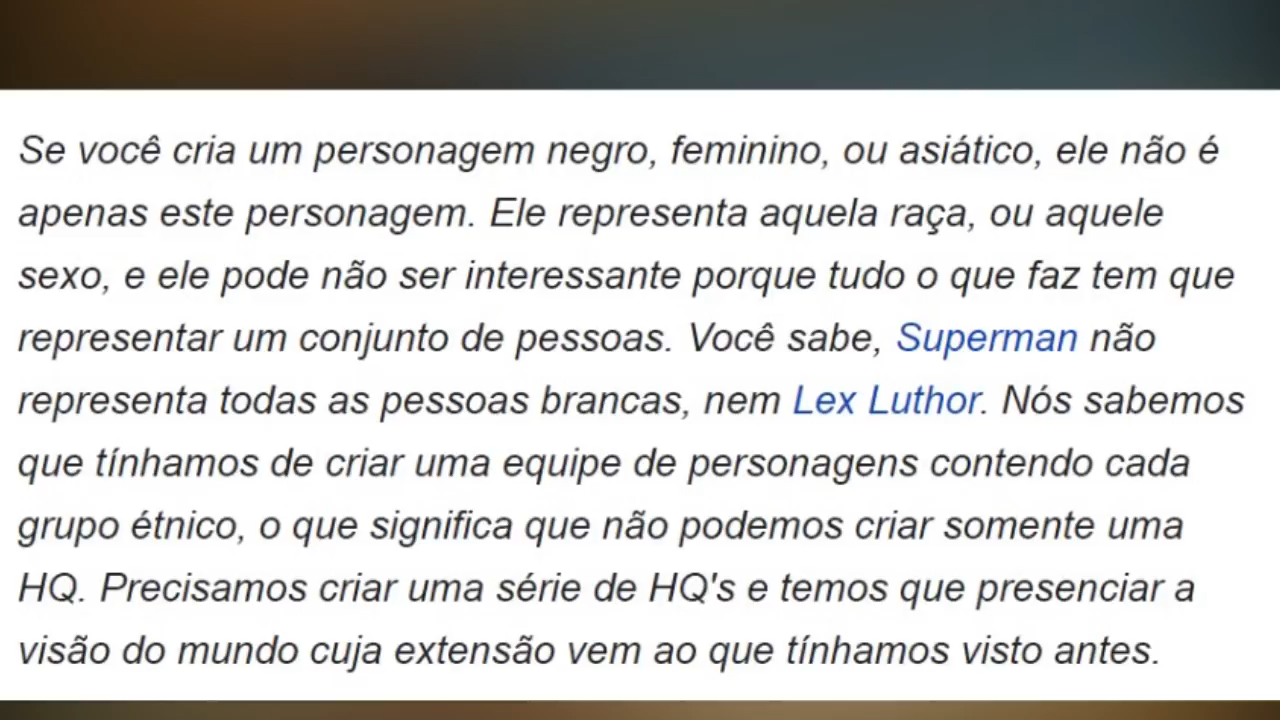 Se você cria um personagem negro, feminino, ou asiático, ele não é
apenas este personagem. Ele representa aquela raça, ou aquele
sexo, e ele pode não ser interessante porque tudo o que faz tem que
representar um conjunto de pessoas. Você sabe, Superman não
representa todas as pessoas brancas, nem Lex Luthor. Nós sabemos
que tínhamos de criar uma equipe de personagens contendo cada
grupo étnico, o que significa que não podemos criar somente uma
HQ. Precisamos criar uma série de HQ's e temos que presenciar a
visão do mundo cuja extensão vem ao que tínhamos visto antes.